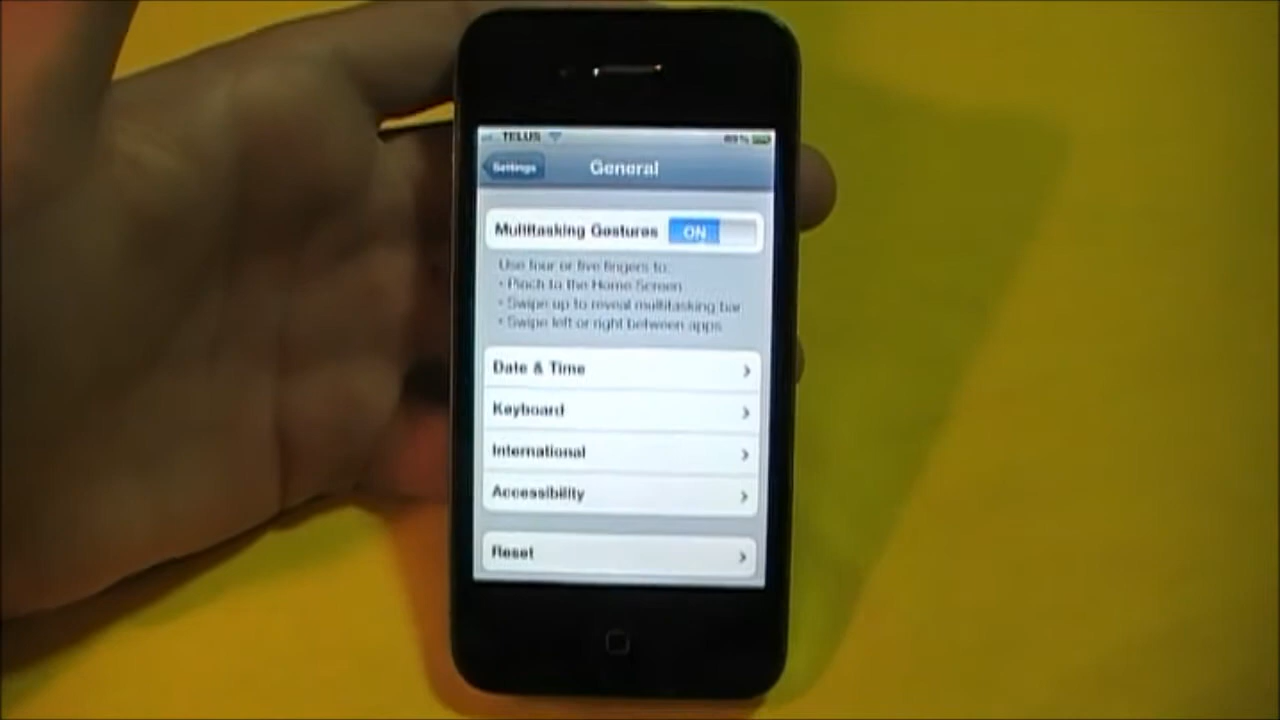 TELUS 89%
Settings
General
Multitasking Gestures ON
Use four or five fingers to:
• Pinch to the Home Screen
• Swipe up to reveal multitasking bar
• Swipe left or right between apps
Date & Time
Keyboard
International
Accessibility
Reset